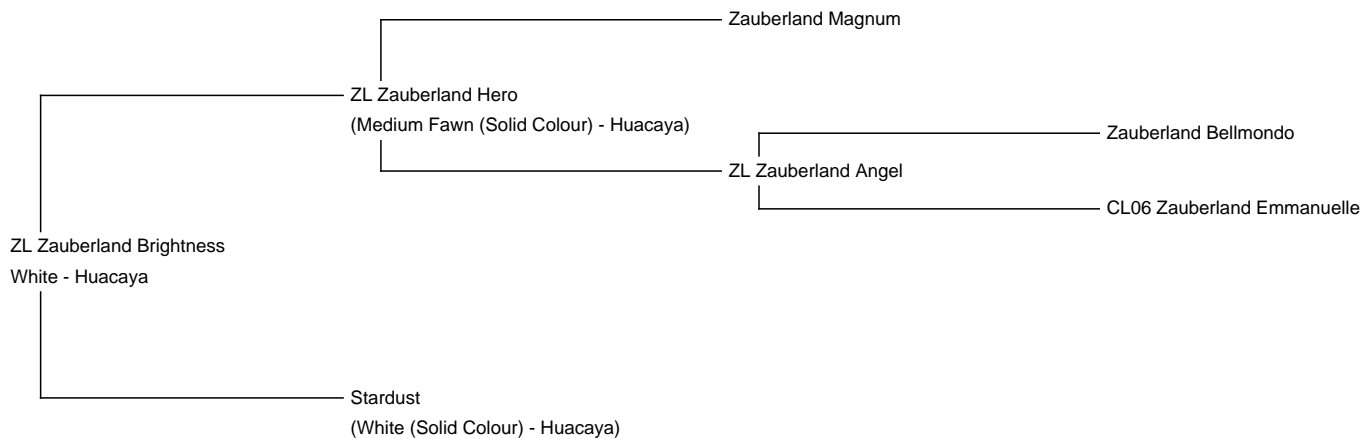 Zauberland Magnum
ZL Zauberland Hero
(Medium Fawn (Solid Colour) - Huacaya)
Zauberland Bellmondo
ZL Zauberland Angel
CL06 Zauberland Emmanuelle
ZL Zauberland Brightness
White - Huacaya
Stardust
(White (Solid Colour) - Huacaya)